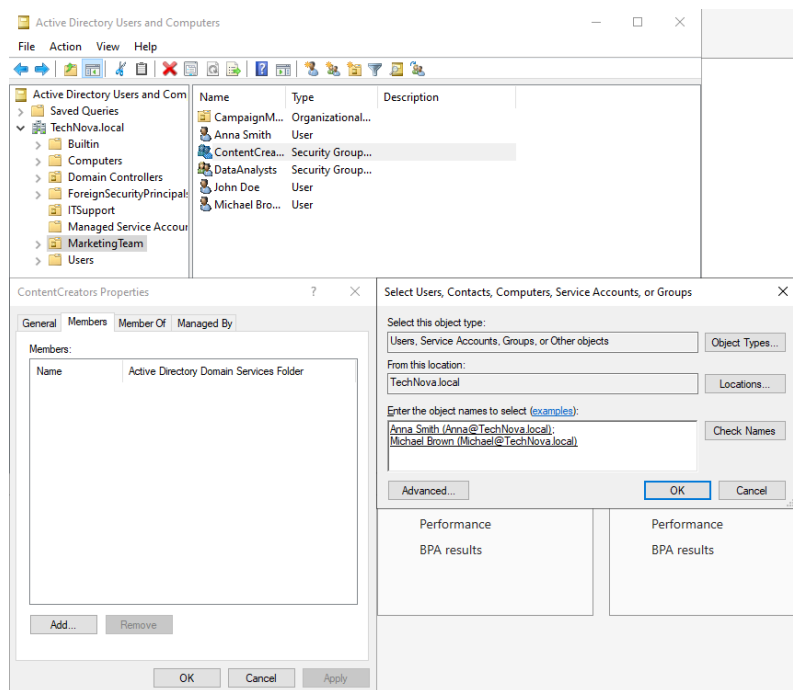 Active Directory Users and Computers
File Action View Help
Active Directory Users and Com
Saved Queries
TechNova.local
Builtin
Computers
Domain Controllers
ForeignSecurityPrincipals
ITSupport
Managed Service Accour
MarketingTeam
Users
Name Type Description
CampaignM... Organizational...
Anna Smith User
ContentCrea... Security Group...
DataAnalysts Security Group...
John Doe User
Michael Bro... User
ContentCreators Properties ?
General Members Member Of Managed By
Members:
Name Active Directory Domain Services Folder
Add... Remove
OK Cancel Apply
Select Users, Contacts, Computers, Service Accounts, or Groups
Select this object type:
Users, Service Accounts, Groups, or Other objects Object Types...
From this location:
TechNova.local Locations...
Enter the object names to select (examples):
Anna Smith (Anna@TechNova.local); Check Names
Michael Brown (Michael@TechNova.local)
Advanced... OK Cancel
Performance Performance
BPA results BPA results